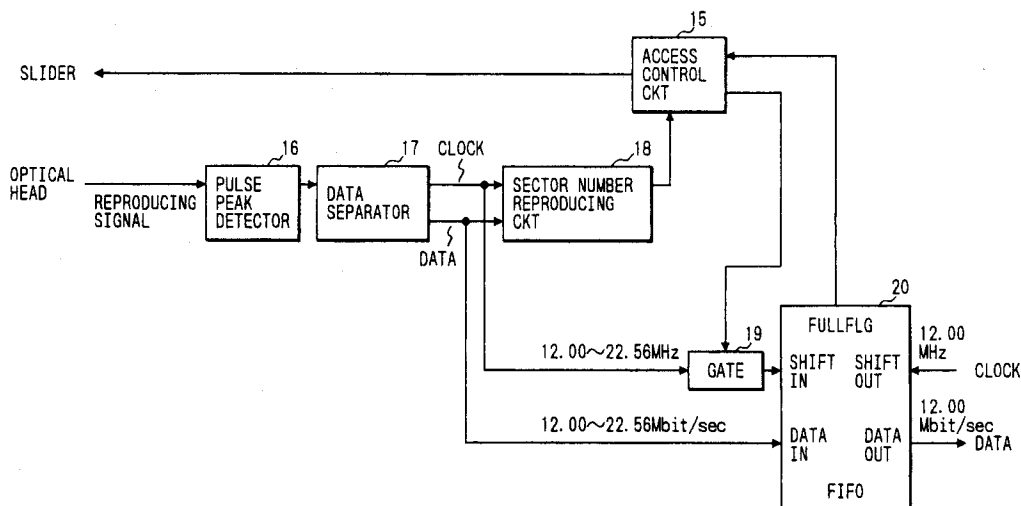 15
ACCESS
CONTROL
CKT
SLIDER
16
17
CLOCK
18
OPTICAL
HEAD
REPRODUCING
SIGNAL
PULSE
PEAK
DETECTOR
DATA
SEPARATOR
SECTOR NUMBER
REPRODUCING
CKT
DATA
20
FULLFLG
19
12.00~22.56MHz
GATE
SHIFT
IN
SHIFT
OUT
12.00
MHz
CLOCK
12.00~22.56Mbit/sec
DATA
IN
DATA
OUT
12.00
Mbit/sec
DATA
FIFO